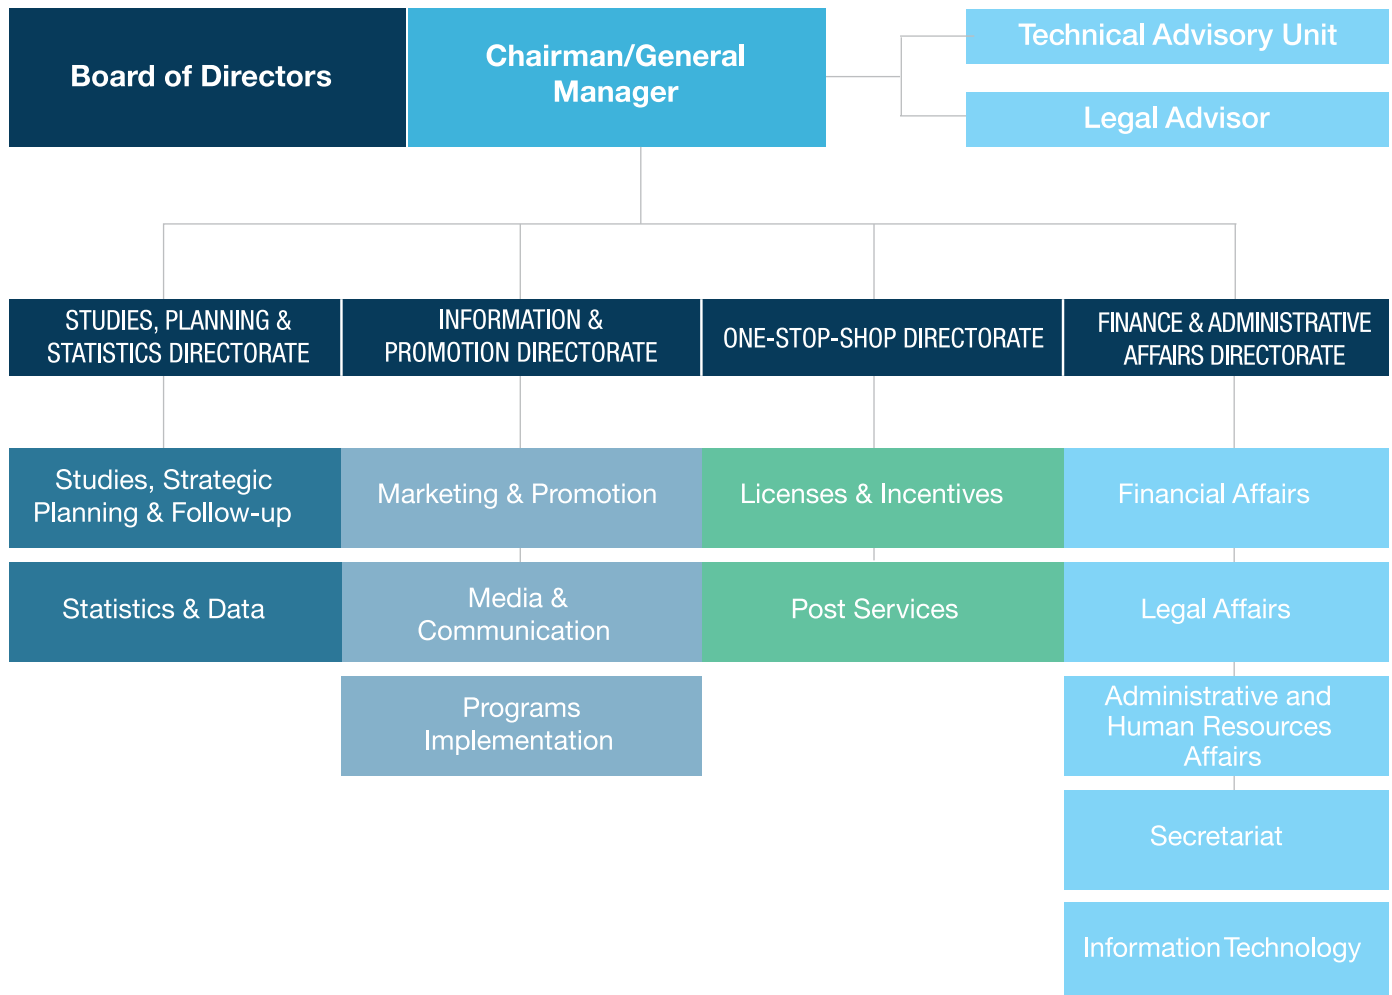 Board of Directors
Chairman/General
Manager
Technical Advisory Unit
Legal Advisor
STUDIES, PLANNING &
STATISTICS DIRECTORATE
INFORMATION &
PROMOTION DIRECTORATE
ONE-STOP-SHOP DIRECTORATE
FINANCE & ADMINISTRATIVE
AFFAIRS DIRECTORATE
Studies, Strategic
Planning & Follow-up
Marketing & Promotion
Licenses & Incentives
Financial Affairs
Statistics & Data
Media &
Communication
Post Services
Legal Affairs
Programs
Implementation
Administrative and
Human Resources
Affairs
Secretariat
Information Technology